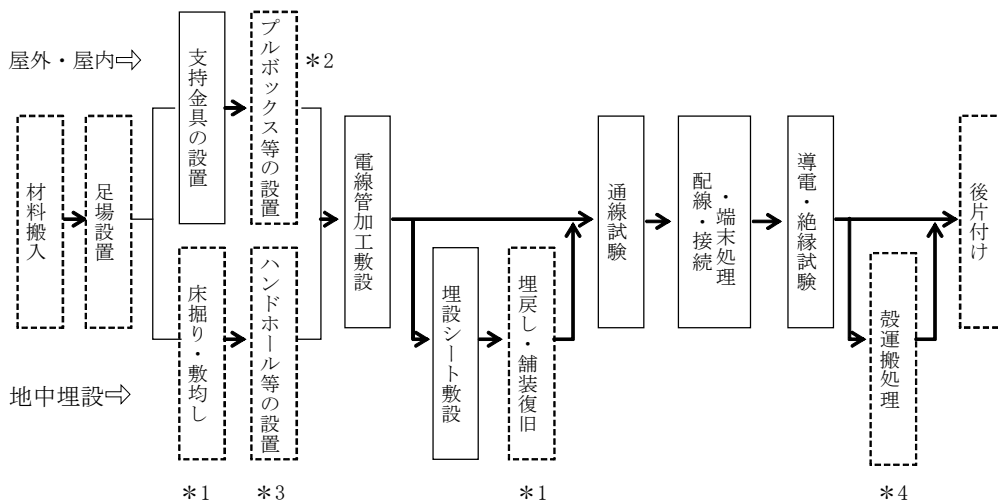 屋外・屋内⇨
支持金具の設置
プルボックス等の設置
＊2
材料搬入
足場設置
電線管加工敷設
通線試験
配線・接続
・端末処理
導電・絶縁試験
後片付け
床掘り・敷均し
ハンドホール等の設置
埋設シート敷設
埋戻し・舗装復旧
殻運搬処理
地中埋設⇨
＊1
＊3
＊1
＊4